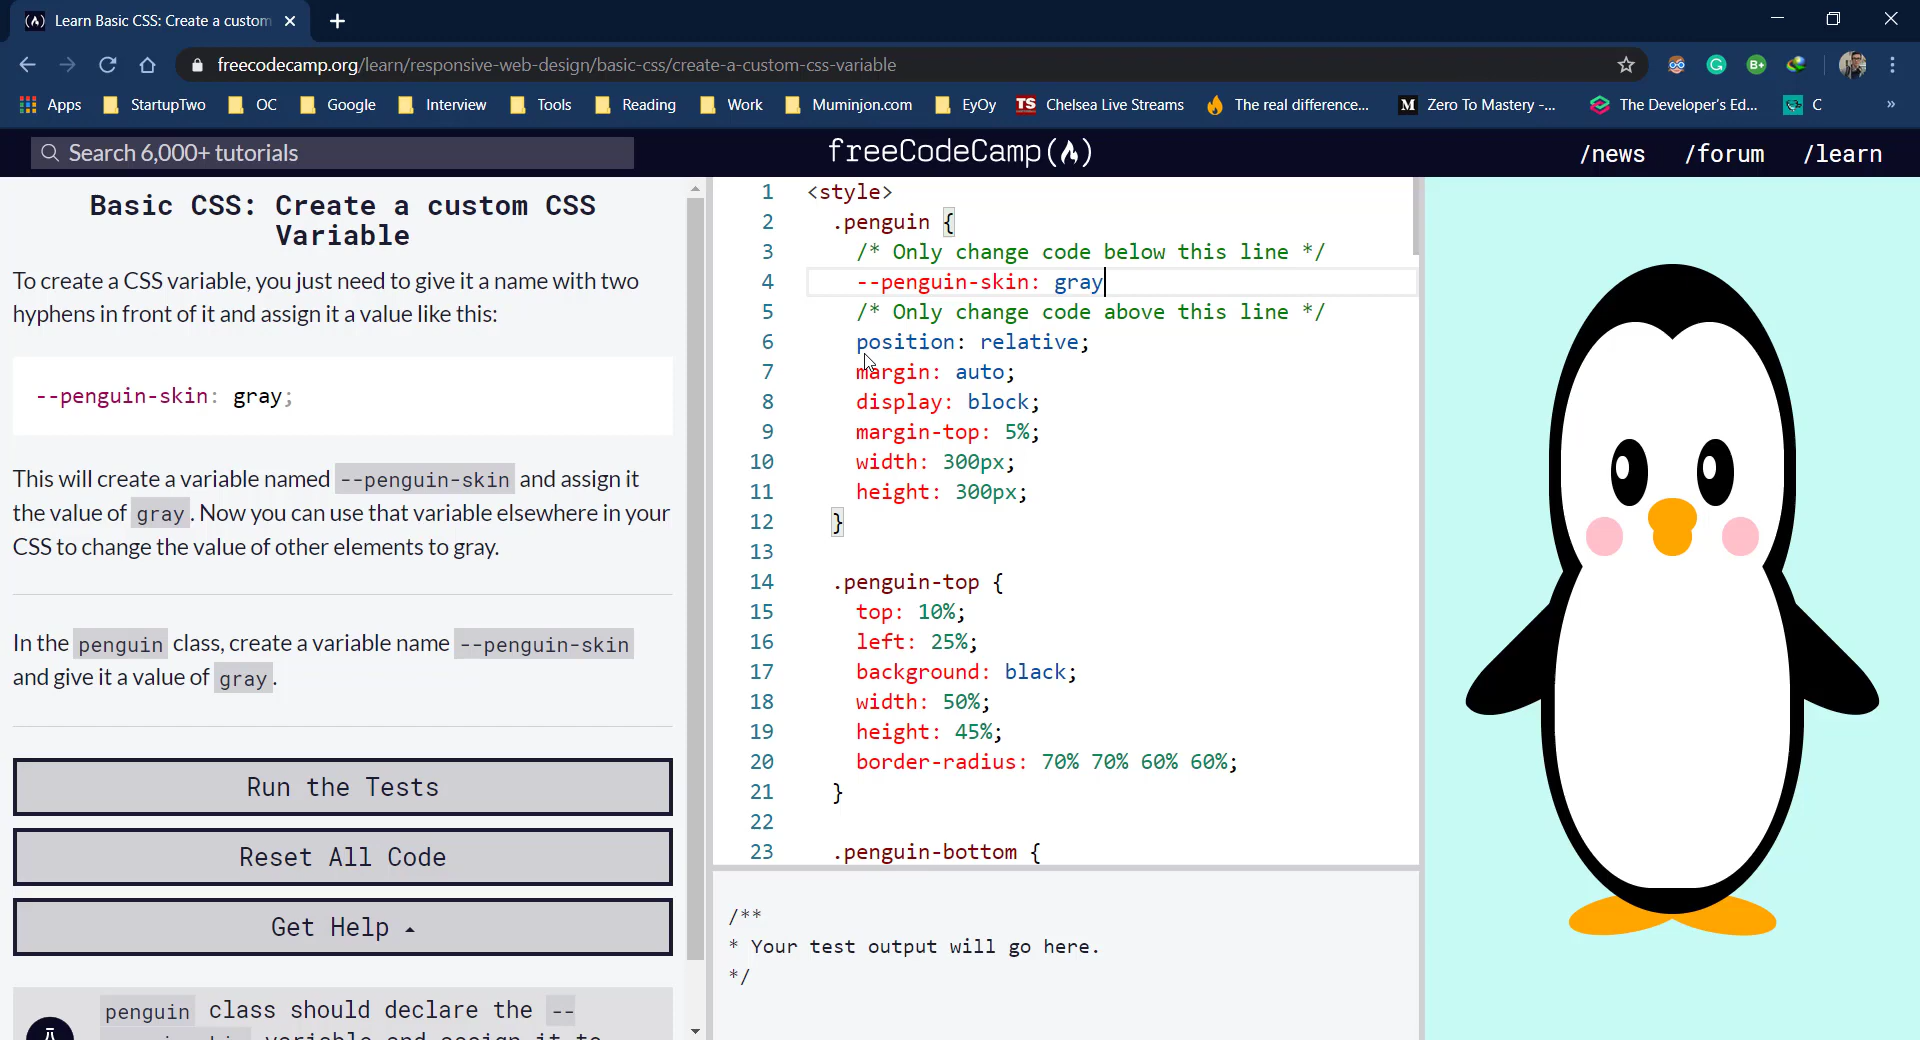 Learn Basic CSS: Create a custom
freecodecamp.org/learn/responsive-web-design/basic-css/create-a-custom-css-variable
Apps StartupTwo OC Google Interview Tools Reading Work Muminjon.com EyOy TS Chelsea Live Streams The real difference... M Zero To Mastery -... The Developer's Ed... C »
Search 6,000+ tutorials
freeCodeCamp(🔥)
/news /forum /learn
Basic CSS: Create a custom CSS
Variable
To create a CSS variable, you just need to give it a name with two
hyphens in front of it and assign it a value like this:
--penguin-skin: gray;
This will create a variable named --penguin-skin and assign it
the value of gray. Now you can use that variable elsewhere in your
CSS to change the value of other elements to gray.
In the penguin class, create a variable name --penguin-skin
and give it a value of gray.
Run the Tests
Reset All Code
Get Help
penguin class should declare the --
1 <style>
2 .penguin {
3 /* Only change code below this line */
4 --penguin-skin: gray
5 /* Only change code above this line */
6 position: relative;
7 margin: auto;
8 display: block;
9 margin-top: 5%;
10 width: 300px;
11 height: 300px;
12 }
13
14 .penguin-top {
15 top: 10%;
16 left: 25%;
17 background: black;
18 width: 50%;
19 height: 45%;
20 border-radius: 70% 70% 60% 60%;
21 }
22
23 .penguin-bottom {
/**
* Your test output will go here.
*/